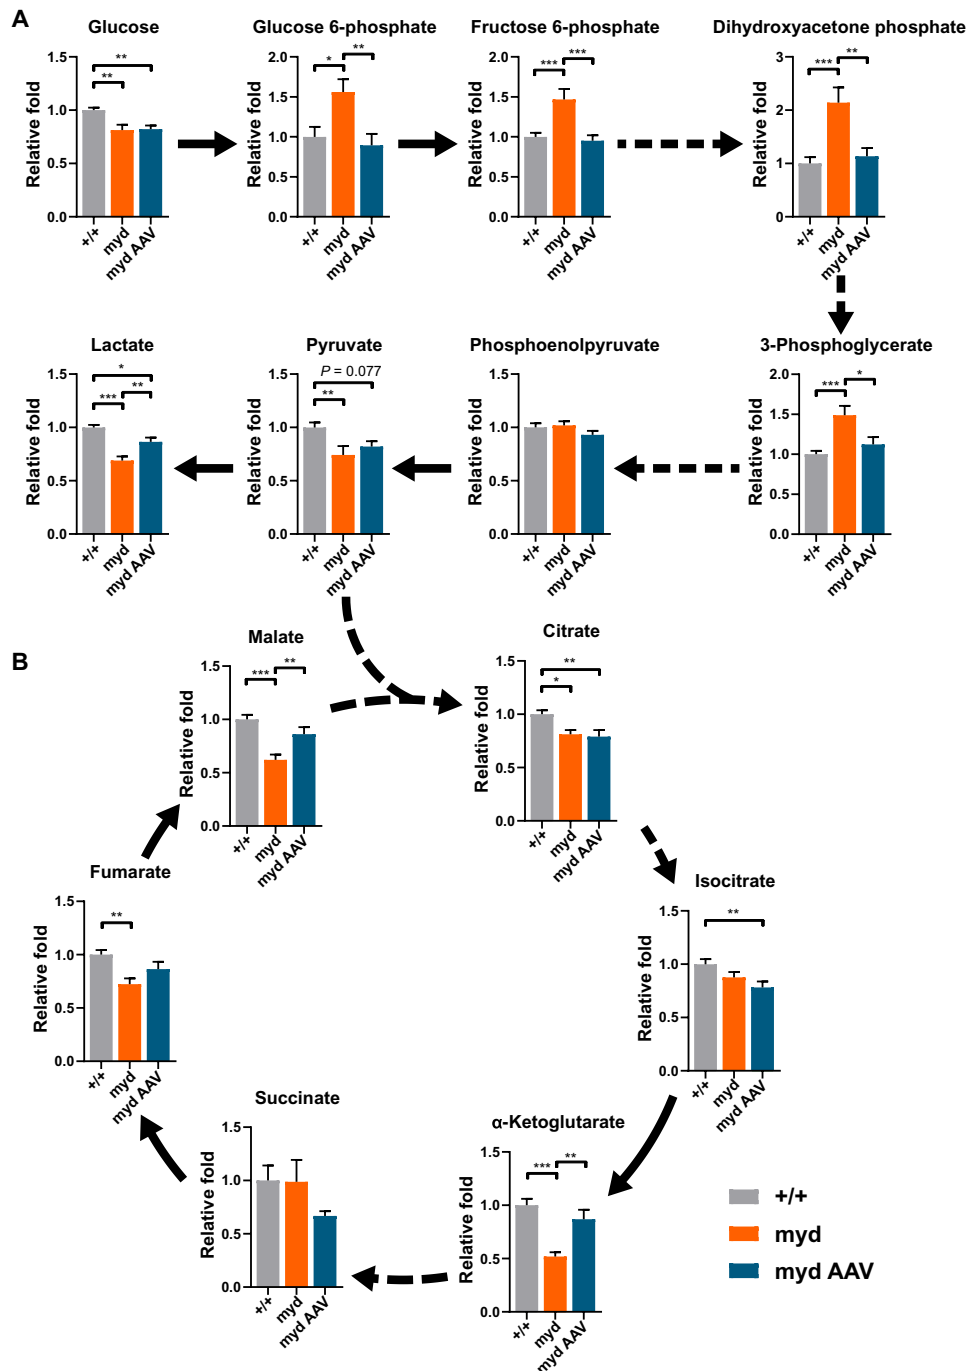 A
Glucose
Glucose 6-phosphate
Fructose 6-phosphate
Dihydroxyacetone phosphate
Relative fold
1.5
1.0
0.5
0.0
**
**
+/+
myd
myd AAV
Relative fold
2.0
1.5
1.0
0.5
0.0
*
**
+/+
myd
myd AAV
Relative fold
2.0
1.5
1.0
0.5
0.0
***
***
+/+
myd
myd AAV
Relative fold
3
2
1
0
***
**
+/+
myd
myd AAV
Lactate
Pyruvate
Phosphoenolpyruvate
3-Phosphoglycerate
Relative fold
1.5
1.0
0.5
0.0
*
***
**
+/+
myd
myd AAV
Relative fold
1.5
1.0
0.5
0.0
P = 0.077
**
+/+
myd
myd AAV
Relative fold
1.5
1.0
0.5
0.0
+/+
myd
myd AAV
Relative fold
2.0
1.5
1.0
0.5
0.0
***
*
+/+
myd
myd AAV
B
Malate
Relative fold
1.5
1.0
0.5
0.0
***
**
+/+
myd
myd AAV
Citrate
Relative fold
1.5
1.0
0.5
0.0
**
*
+/+
myd
myd AAV
Fumarate
Relative fold
1.5
1.0
0.5
0.0
**
+/+
myd
myd AAV
Isocitrate
Relative fold
1.5
1.0
0.5
0.0
**
+/+
myd
myd AAV
Succinate
Relative fold
1.5
1.0
0.5
0.0
+/+
myd
myd AAV
α-Ketoglutarate
Relative fold
1.5
1.0
0.5
0.0
***
**
+/+
myd
myd AAV
+/+
myd
myd AAV